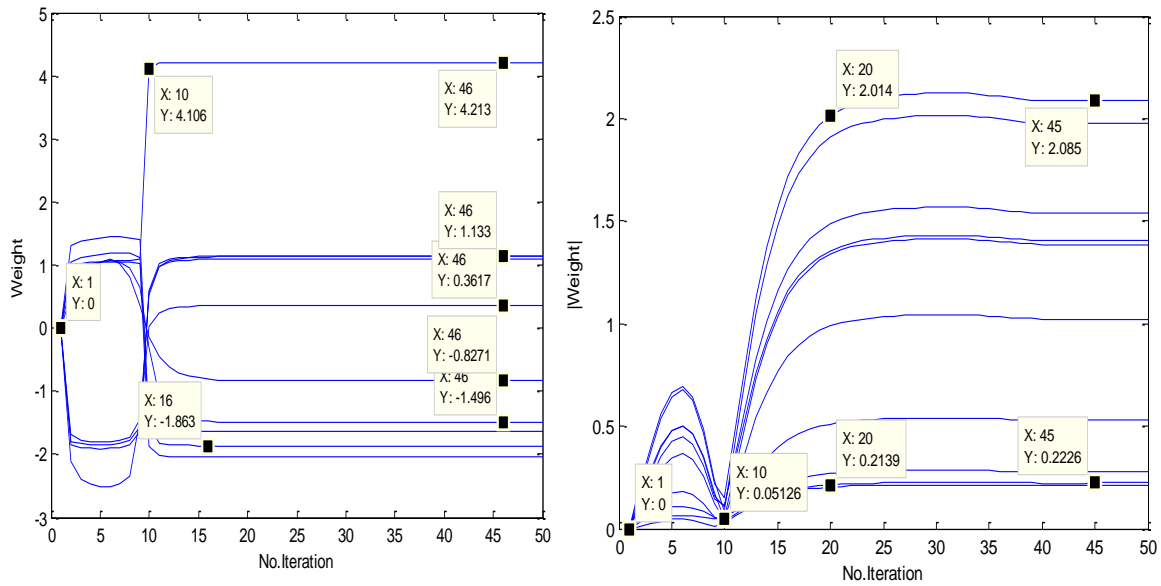 5
4
3
2
1
0
-1
-2
-3
Weight
X: 10
Y: 4.106
X: 46
Y: 4.213
X: 46
Y: 1.133
X: 46
Y: 0.3617
X: 1
Y: 0
X: 46
Y: -0.8271
X: 46
Y: -1.496
X: 16
Y: -1.863
0 5 10 15 20 25 30 35 40 45 50
No.Iteration
2.5
2
1.5
1
0.5
0
|Weight|
X: 20
Y: 2.014
X: 45
Y: 2.085
X: 20
Y: 0.2139
X: 45
Y: 0.2226
X: 10
Y: 0.05126
X: 1
Y: 0
0 5 10 15 20 25 30 35 40 45 50
No.Iteration